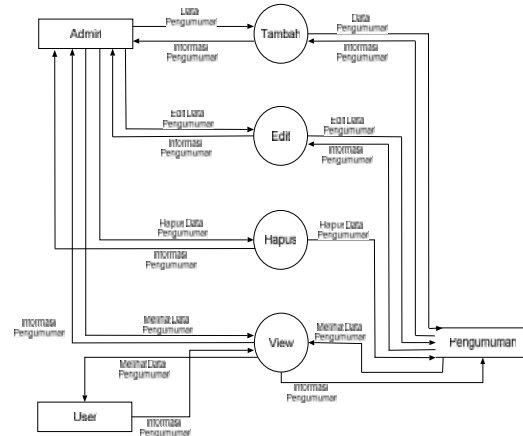 Data
Pengumuman
Data
Pengumuman
Admin
Tambah
Informasi
Pengumuman
Informasi
Pengumuman
Edit Data
Pengumuman
Edit Data
Pengumuman
Edit
Informasi
Pengumuman
Informasi
Pengumuman
Hapus Data
Pengumuman
Hapus Data
Pengumuman
Hapus
Informasi
Pengumuman
Informasi
Pengumuman
Melihat Data
Pengumuman
Melihat Data
Pengumuman
View
Pengumuman
Melihat Data
Pengumuman
Informasi
Pengumuman
User
Informasi
Pengumuman